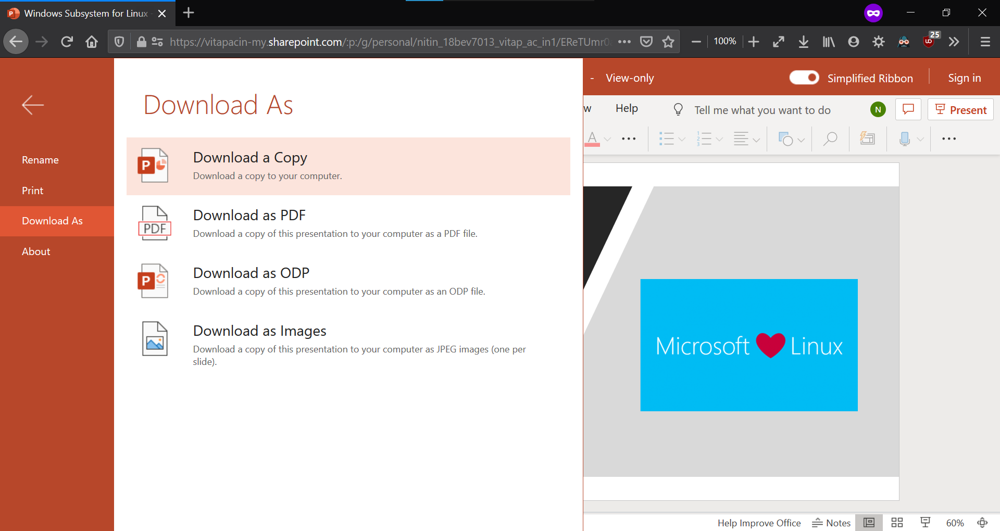 Windows Subsystem for Linux
https://vitapacin-my.sharepoint.com/:p:/g/personal/nitin_18bev7013_vitap_ac_in1/EReTUmr0
100%
25
Download As
Rename
Print
Download As
About
Download a Copy
Download a copy to your computer.
PDF
Download as PDF
Download a copy of this presentation to your computer as a PDF file.
Download as ODP
Download a copy of this presentation to your computer as an ODP file.
Download as Images
Download a copy of this presentation to your computer as JPEG images (one per
slide).
- View-only
Simplified Ribbon
Sign in
w
Help
Tell me what you want to do
N
Present
A
Microsoft Linux
Help Improve Office
Notes
60%